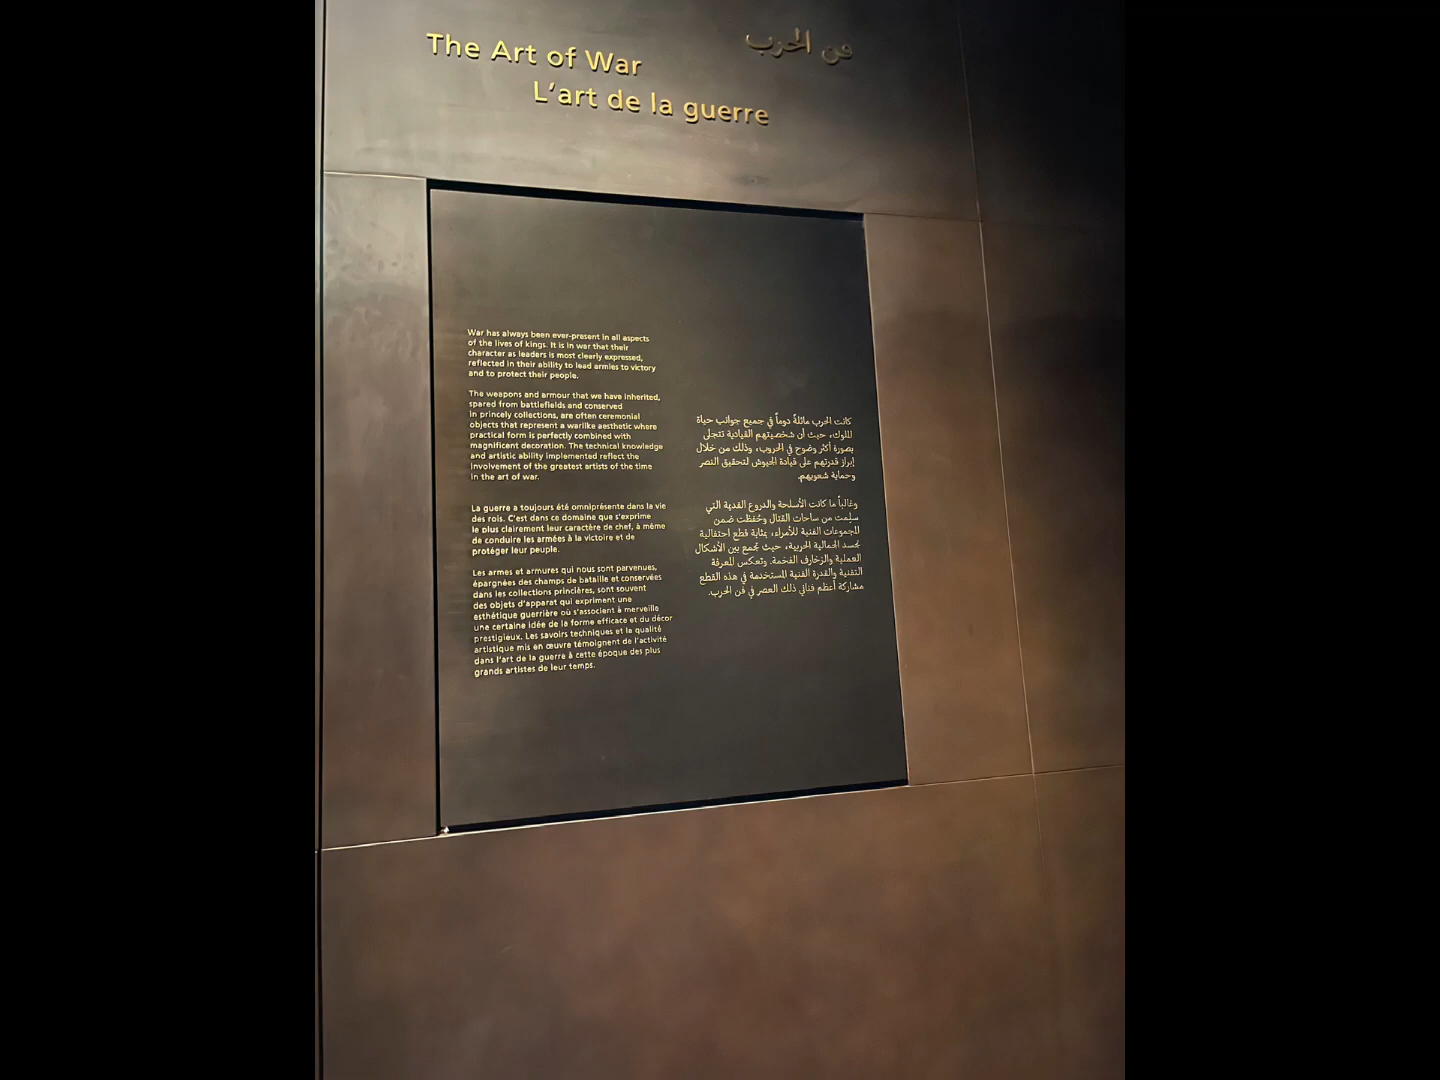 The Art of War
L'art de la guerre
فن الحرب
War has always been ever-present in all aspects
of the lives of kings. It is in war that their
character as leaders is most clearly expressed,
reflected in their ability to lead armies to victory
and to protect their people.
The weapons and armour that we have inherited,
spared from battlefields and conserved
in princely collections, are often ceremonial
objects that represent a warlike aesthetic where
practical form is perfectly combined with
magnificent decoration. The technical knowledge
and artistic ability implemented reflect the
involvement of the greatest artists of the time
in the art of war.
La guerre a toujours été omniprésente dans la vie
des rois. C'est dans ce domaine que s'exprime
le plus clairement leur caractère de chef, à même
de conduire les armées à la victoire et de
protéger leur peuple.
Les armes et armures qui nous sont parvenues,
épargnées des champs de bataille et conservées
dans les collections princières, sont souvent
des objets d'apparat qui expriment une
esthétique guerrière où s'associent à merveille
une certaine idée de la forme efficace et du décor
prestigieux. Les savoirs techniques et la qualité
artistique mis en œuvre témoignent de l'activité
dans l'art de la guerre à cette époque des plus
grands artistes de leur temps.
كانت الحرب ماثلةً دوماً في جميع جوانب حياة
الملوك، حيث أن شخصيتهم القيادية تتجلى
بصورة أكثر وضوح في الحروب، وذلك من خلال
إبراز قدرتهم على قيادة الجيوش لتحقيق النصر
وحماية شعوبهم.
وغالباً ما كانت الأسلحة والدروع القديمة التي
سلِمت من ساحات القتال وحُفظت ضمن
المجموعات الفنية للأمراء، بمثابة قطع احتفالية
تجسد الجمالية الحربية، حيث تجمع بين الأشكال
العملية والزخارف الفخمة. وتعكس المعرفة
التقنية والقدرة الفنية المستخدمة في هذه القطع
مشاركة أعظم فناني ذلك العصر في فن الحرب.